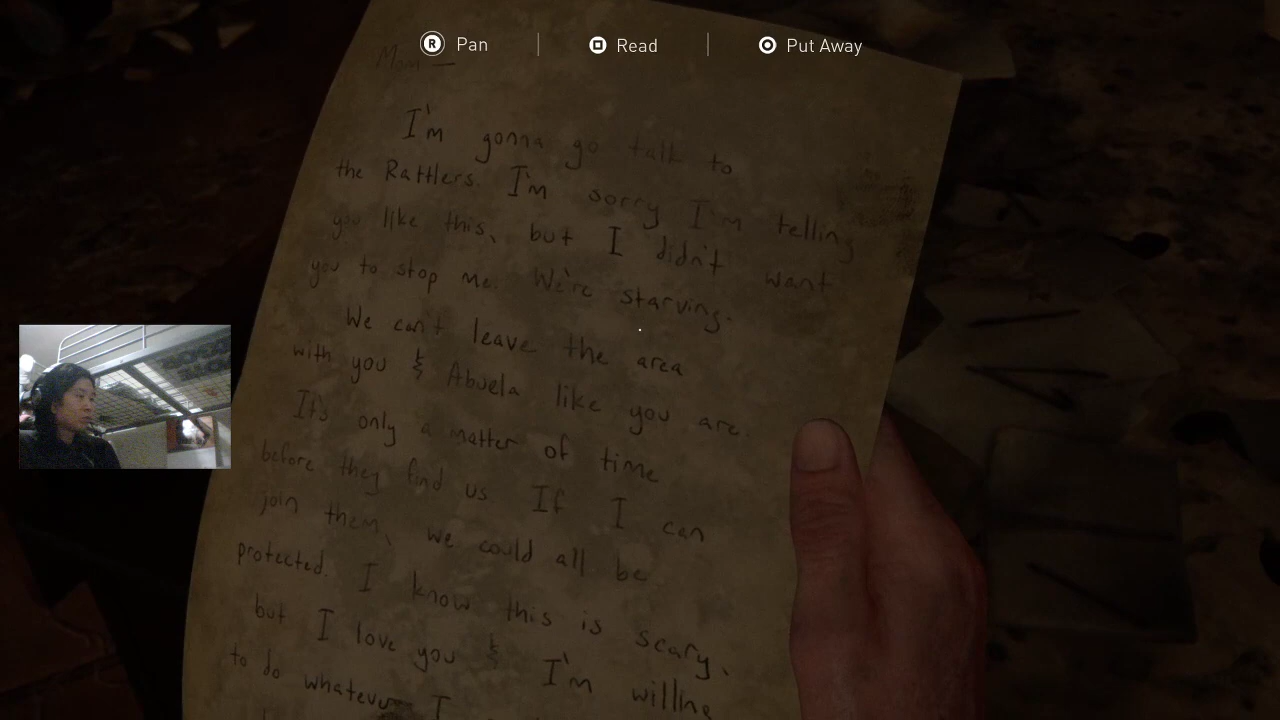 R Pan | Read | Put Away
Mom —
I'm gonna go talk to
the Rattlers. I'm sorry I'm telling
you like this, but I didn't want
you to stop me. We're starving.
We can't leave the area
with you & Abuela like you are.
It's only a matter of time
before they find us. If I can
join them, we could all be
protected. I know this is scary,
but I love you & I'm willing
to do whatever I